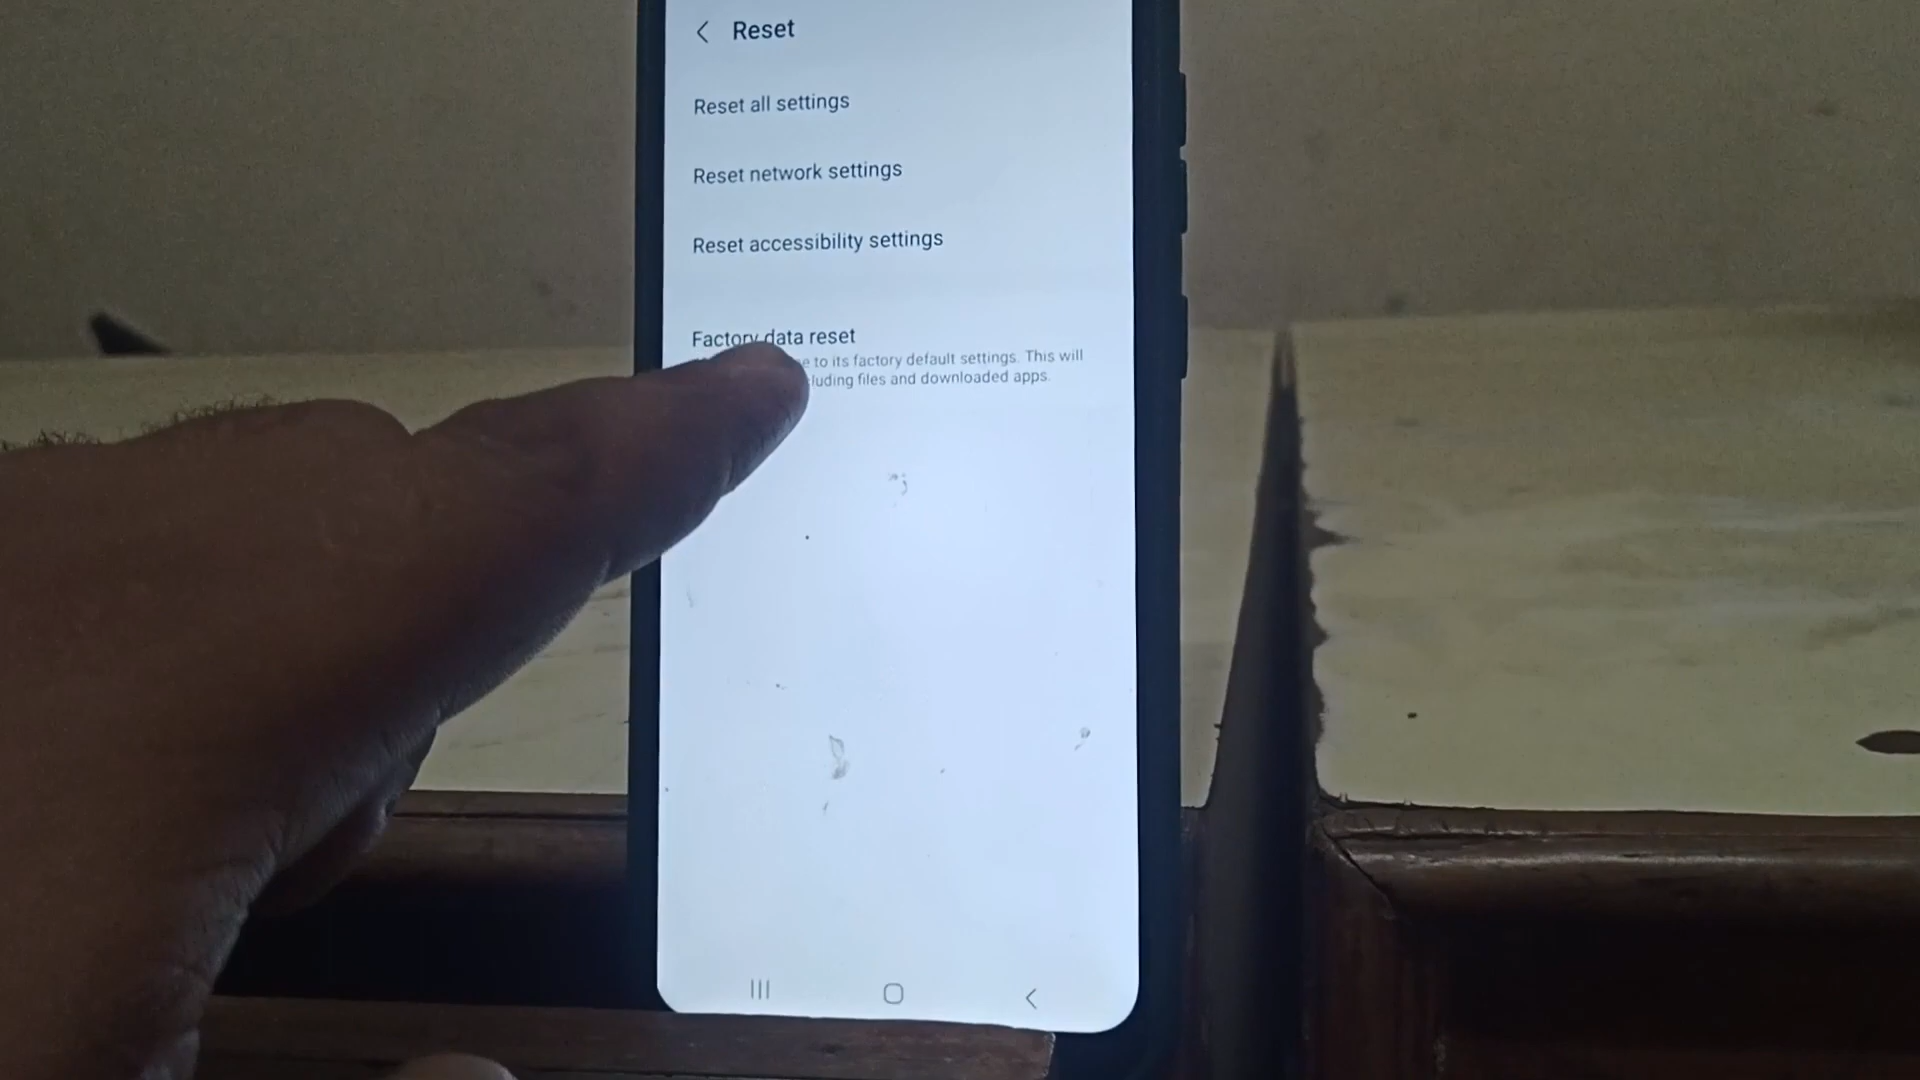 Reset
Reset all settings
Reset network settings
Reset accessibility settings
Factory data reset
to its factory default settings. This will
files and downloaded apps.